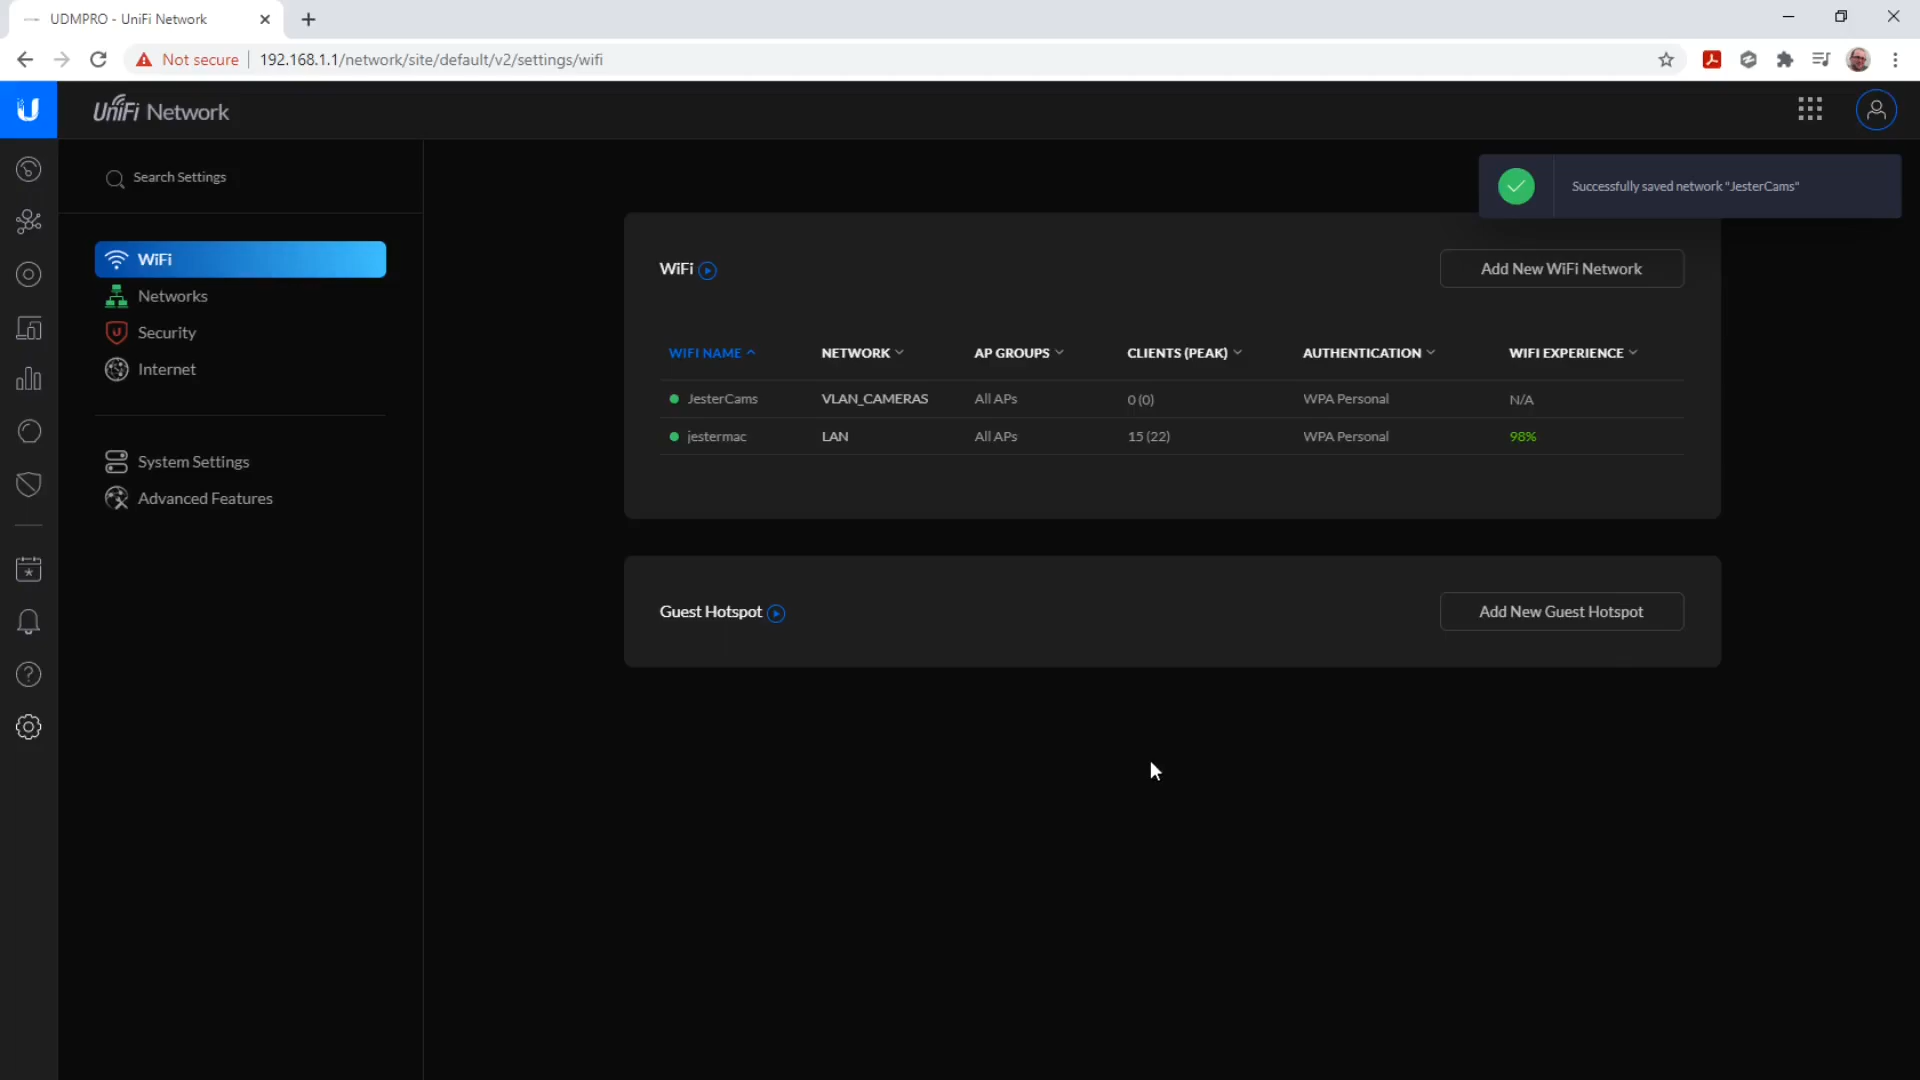 UDMPRO - UniFi Network
Not secure
192.168.1.1/network/site/default/v2/settings/wifi
UniFi Network
Search Settings
Successfully saved network "JesterCams"
WiFi
Networks
Security
Internet
System Settings
Advanced Features
WiFi
Add New WiFi Network
WIFI NAME NETWORK AP GROUPS CLIENTS (PEAK) AUTHENTICATION WIFI EXPERIENCE
JesterCams VLAN_CAMERAS All APs 0 (0) WPA Personal N/A
jestermac LAN All APs 15 (22) WPA Personal 98%
Guest Hotspot
Add New Guest Hotspot